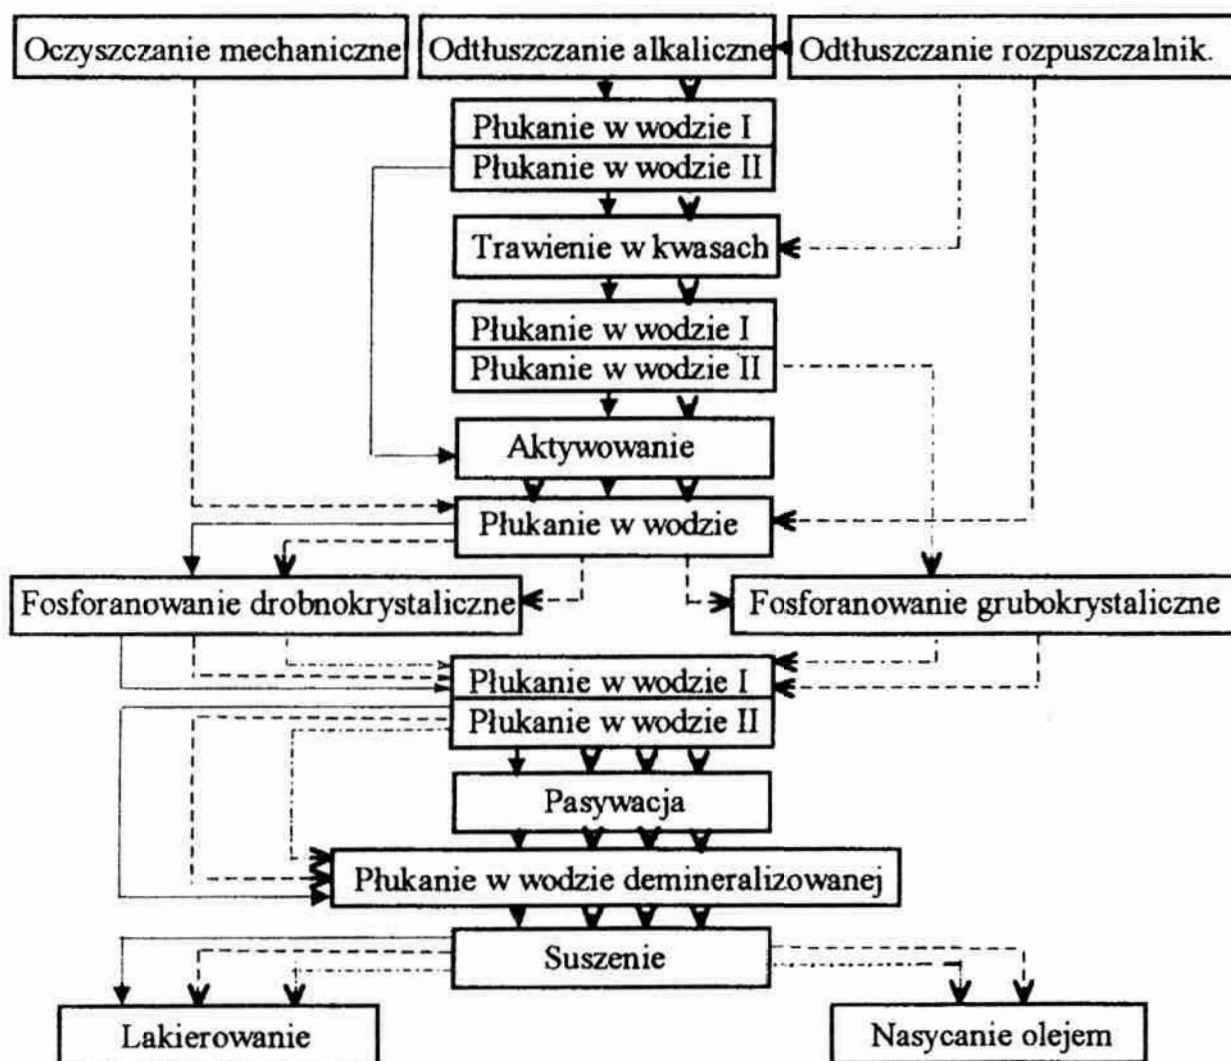 Oczyszczanie mechaniczne
Odtłuszczanie alkaliczne
Odtłuszczanie rozpuszczalnik.
Płukanie w wodzie I
Płukanie w wodzie II
Trawienie w kwasach
Płukanie w wodzie I
Płukanie w wodzie II
Aktywowanie
Płukanie w wodzie
Fosforanowanie drobnokrystaliczne
Fosforanowanie grubokrystaliczne
Płukanie w wodzie I
Płukanie w wodzie II
Pasywacja
Płukanie w wodzie demineralizowanej
Suszenie
Lakierowanie
Nasycanie olejem